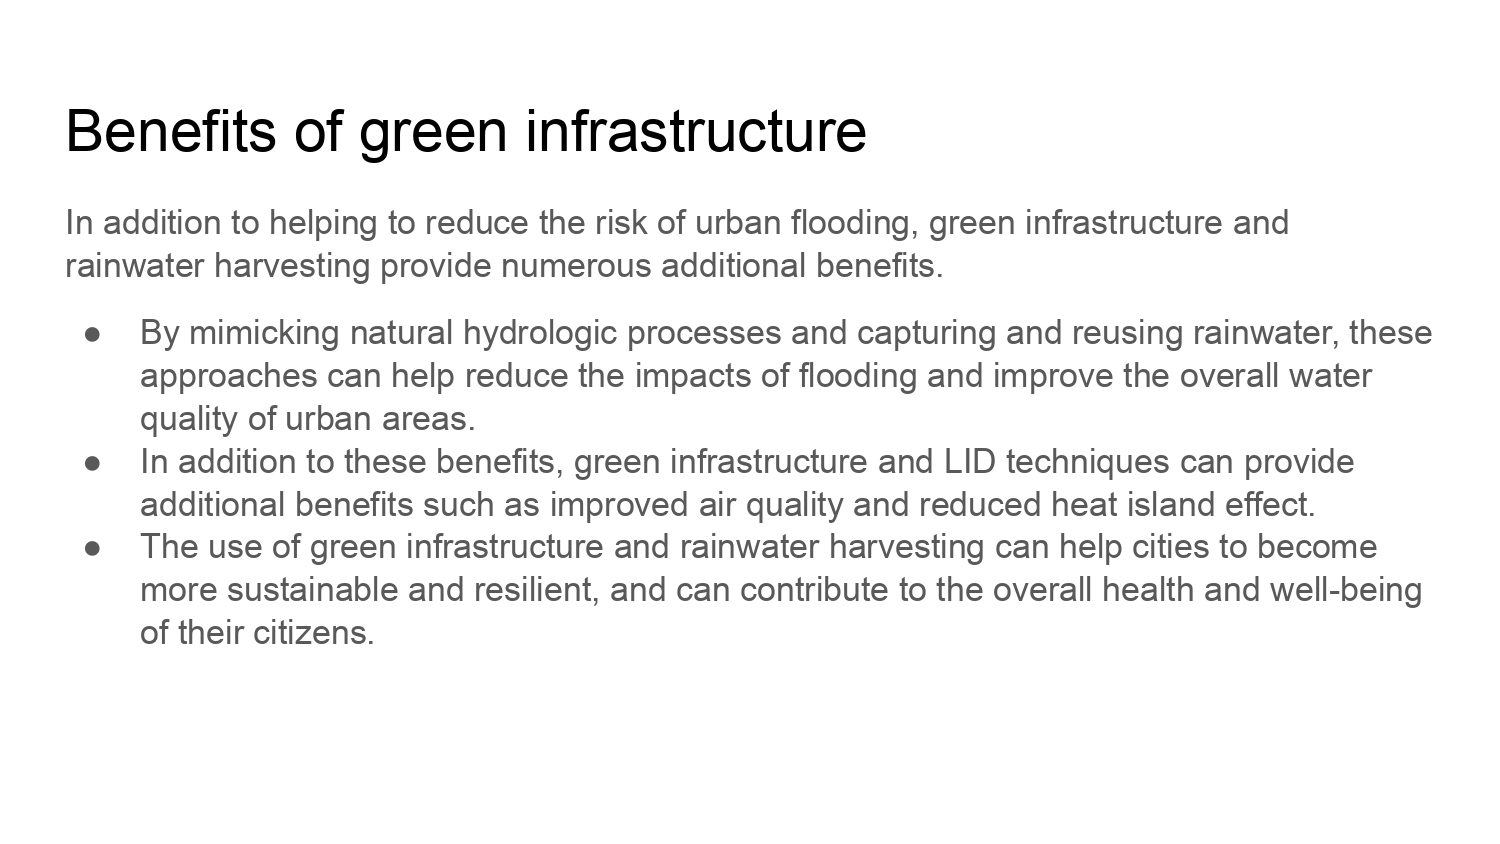 Benefits of green infrastructure
In addition to helping to reduce the risk of urban flooding, green infrastructure and
rainwater harvesting provide numerous additional benefits.
● By mimicking natural hydrologic processes and capturing and reusing rainwater, these
approaches can help reduce the impacts of flooding and improve the overall water
quality of urban areas.
● In addition to these benefits, green infrastructure and LID techniques can provide
additional benefits such as improved air quality and reduced heat island effect.
● The use of green infrastructure and rainwater harvesting can help cities to become
more sustainable and resilient, and can contribute to the overall health and well-being
of their citizens.